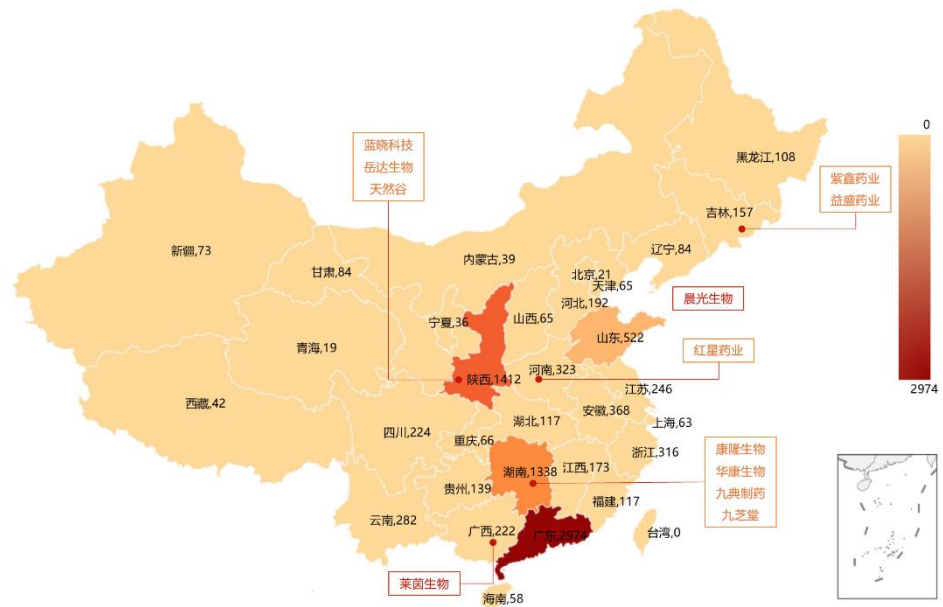 0
黑龙江,108
蓝晓科技
岳达生物
天然谷
紫鑫药业
益盛药业
吉林,157
辽宁,84
新疆,73
内蒙古,39
甘肃,84
北京,21
天津,65
晨光生物
河北,192
宁夏,36
山西,65
山东,522
青海,19
红星药业
河南,323
陕西,1412
2974
江苏,246
西藏,42
安徽,368
湖北,117
上海,63
四川,224
重庆,66
浙江,316
康隆生物
华康生物
九典制药
九芝堂
湖南,1338
江西,173
贵州,139
福建,117
云南,282
广西,222
广东,2974
台湾,0
莱茵生物
海南,58